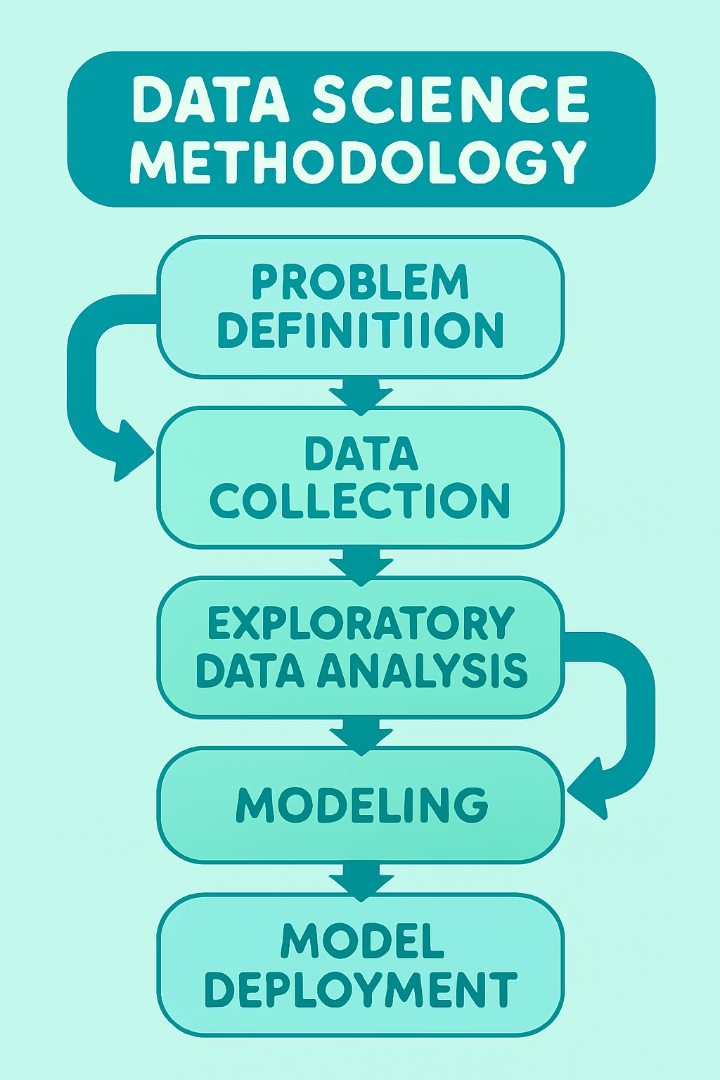 DATA SCIENCE
METHODOLOGY
PROBLEM
DEFINITIION
DATA
COLLECTION
EXPLORATORY
DATA ANALYSIS
MODELING
MODEL
DEPLOYMENT